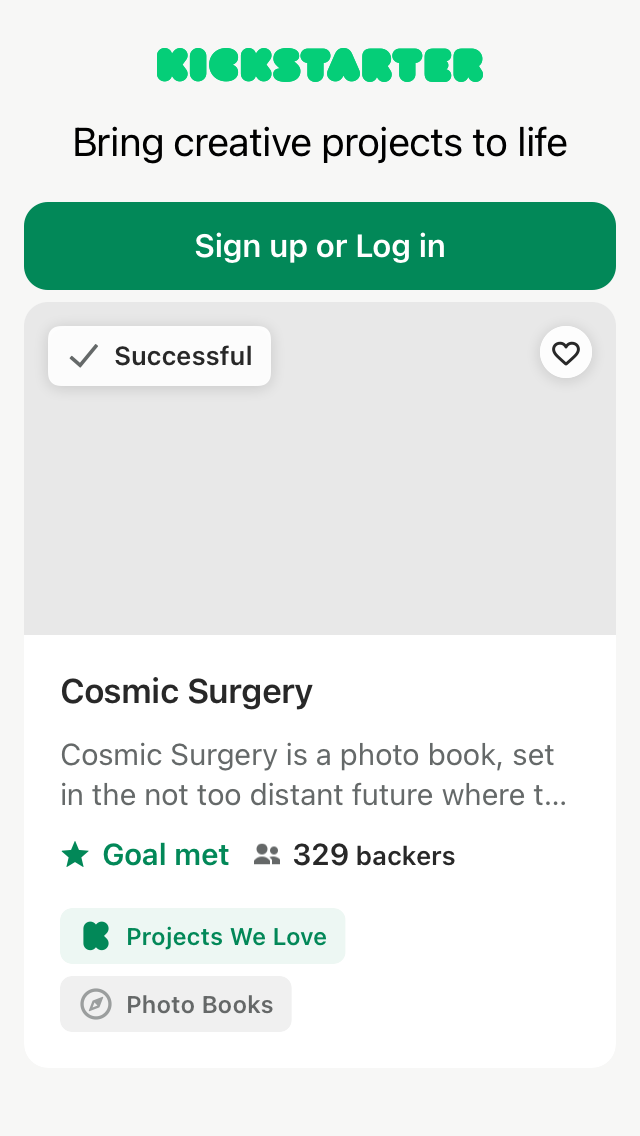 KICKSTARTER
Bring creative projects to life
Sign up or Log in
Successful
Cosmic Surgery
Cosmic Surgery is a photo book, set
in the not too distant future where t...
Goal met 329 backers
Projects We Love
Photo Books